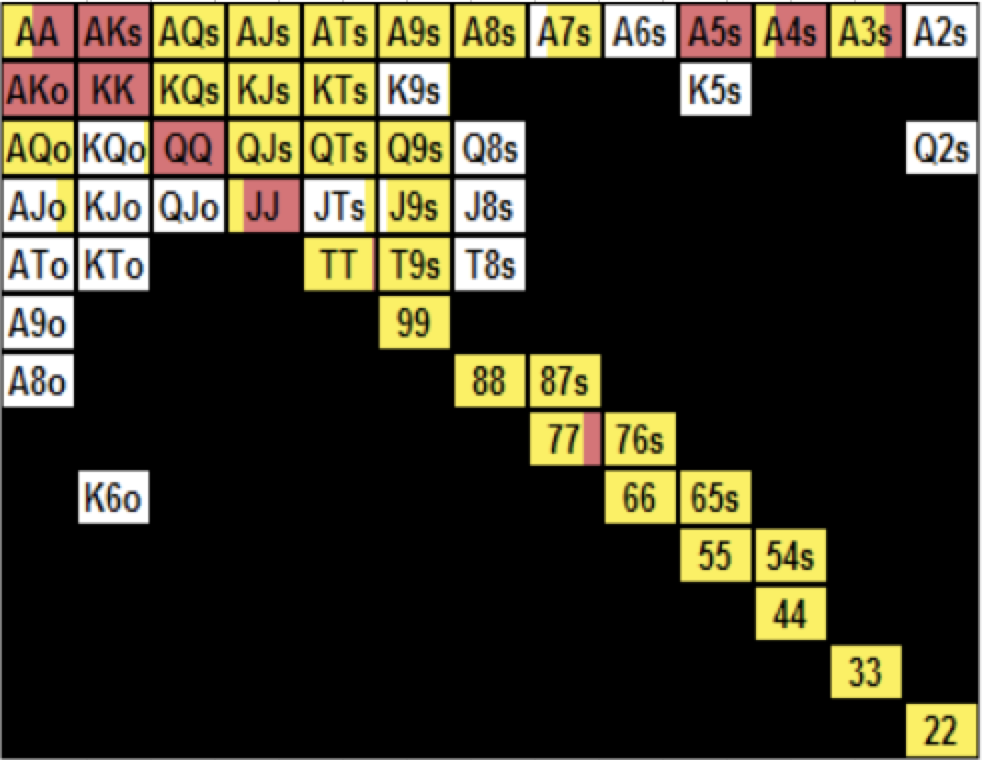 AA AKs AQs AJs ATs A9s A8s A7s A6s A5s A4s A3s A2s
AKo KK KQs KJs KTs K9s K5s
AQo KQo QQ QJs QTs Q9s Q8s Q2s
AJo KJo QJo JJ JTs J9s J8s
ATo KTo TT T9s T8s
A9o 99
A8o 88 87s
77 76s
K6o 66 65s
55 54s
44
33
22